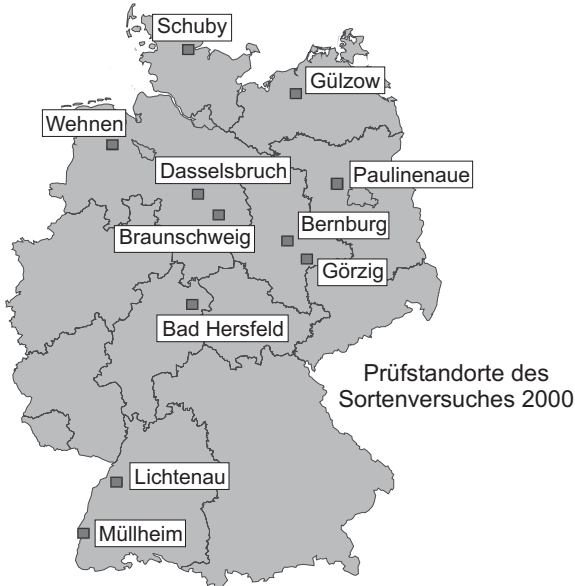 Schuby
Gülzow
Wehnen
Dasselsbruch
Paulinenaue
Braunschweig
Bernburg
Görzig
Bad Hersfeld
Prüfstandorte des
Sortenversuches 2000
Lichtenau
Müllheim